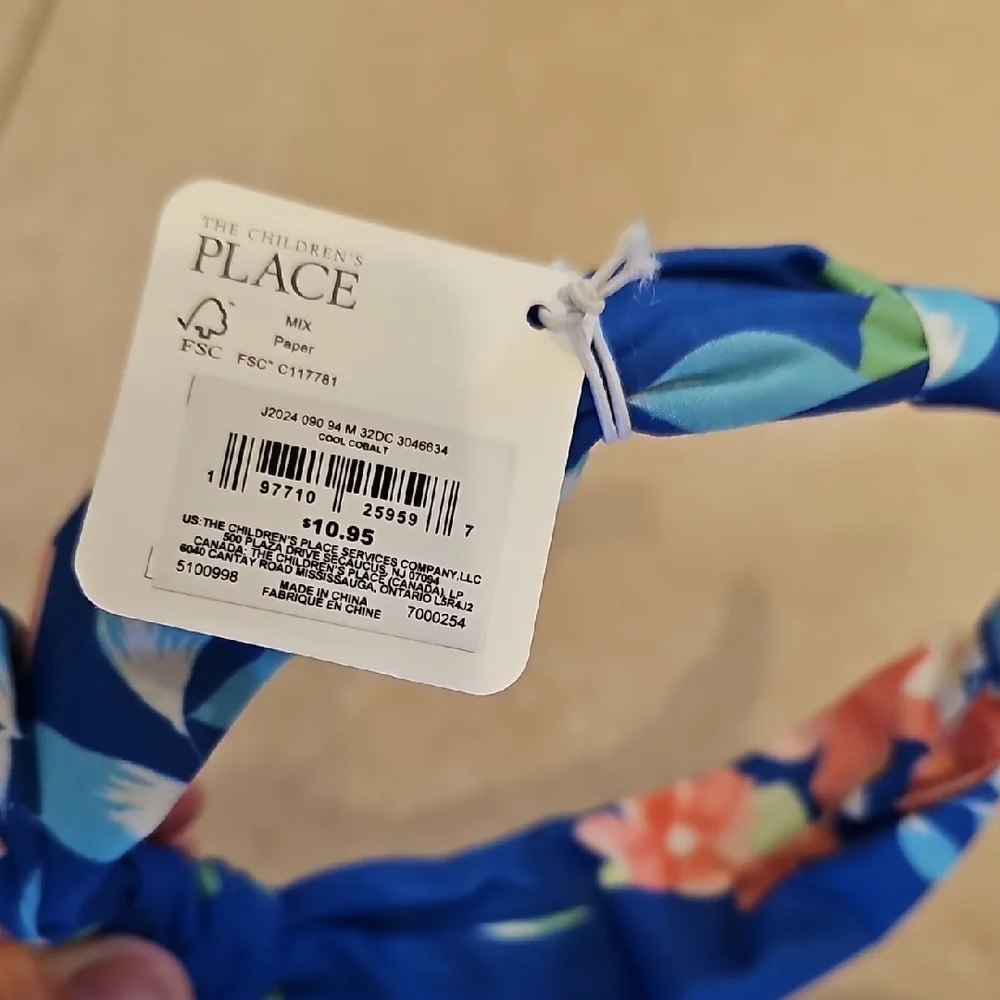 THE CHILDREN'S
PLACE
FSC
MIX
Paper
FSC® C117781
J2024 090 94 M 32DC 3046634
COOL COBALT
1 97710 25959 7
$10.95
US: THE CHILDREN'S PLACE SERVICES COMPANY, LLC
500 PLAZA DRIVE SECAUCUS, NJ 07094
CANADA: THE CHILDREN'S PLACE (CANADA), LP
6040 CANTAY ROAD MISSISSAUGA, ONTARIO L5R4J2
5100998
MADE IN CHINA
FABRIQUÉ EN CHINE
7000254